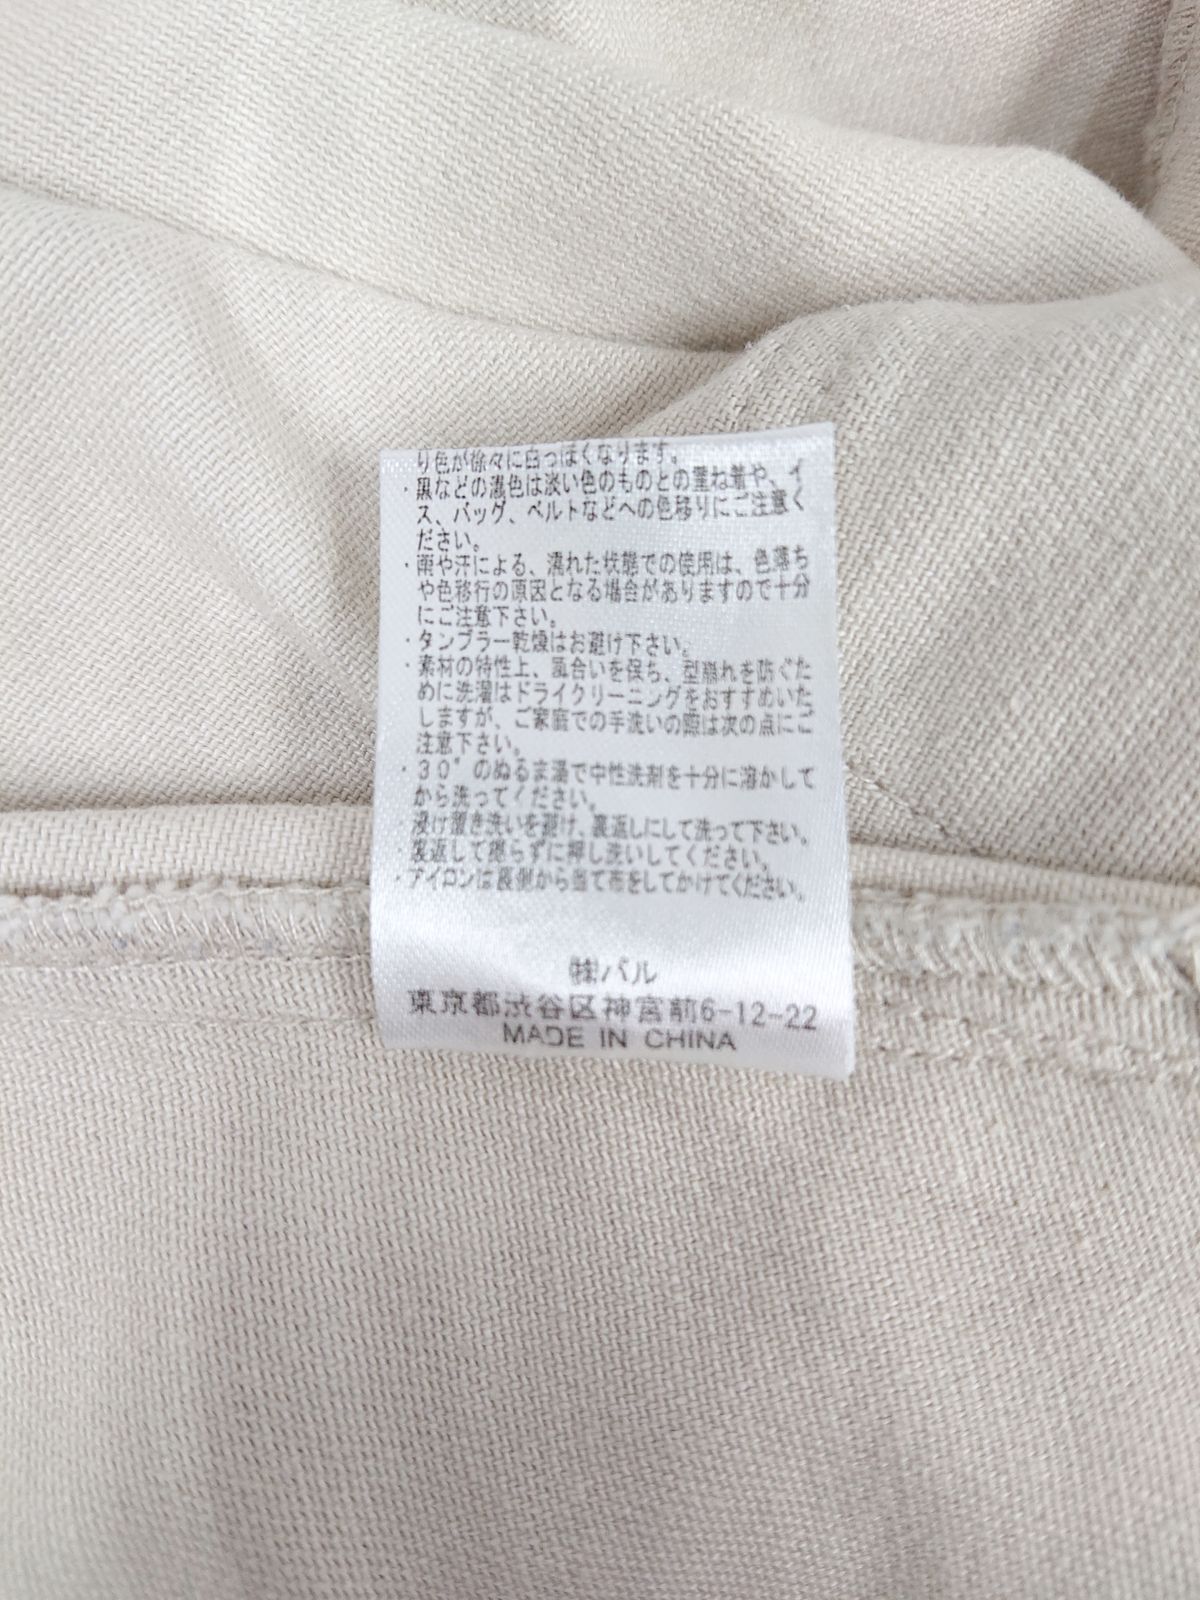 り色が徐々に白っぽくなります。
・黒などの濃色は淡い色のものとの重ね着や、イ
ス、バッグ、ベルトなどへの色移りにご注意く
ださい。
・雨や汗による、濡れた状態での使用は、色落ち
や色移行の原因となる場合がありますので十分
にご注意下さい。
・タンブラー乾燥はお避け下さい。
・素材の特性上、風合いを保ち、型崩れを防ぐた
めに洗濯はドライクリーニングをおすすめいた
しますが、ご家庭での手洗いの際は次の点にご
注意下さい。
・30°のぬるま湯で中性洗剤を十分に溶かして
から洗ってください。
・浸け置き洗いを避け、裏返しにして洗って下さい。
・裏返して擦らずに押し洗いしてください。
・アイロンは裏側から当て布をしてかけてください。
㈱パル
東京都渋谷区神宮前6-12-22
MADE IN CHINA